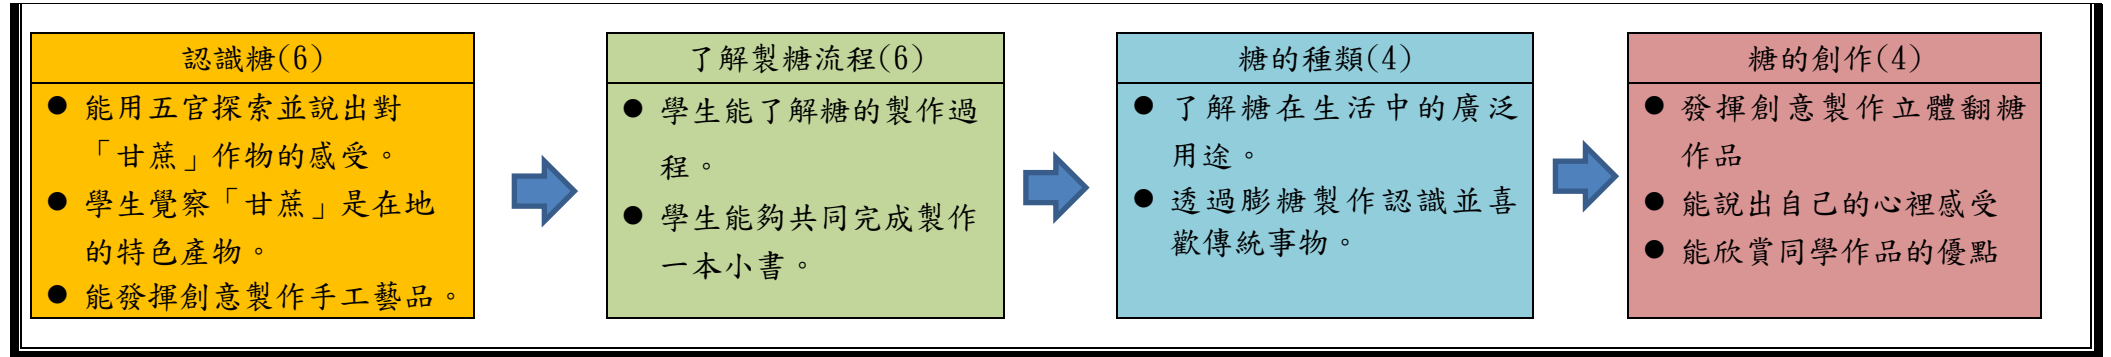 認識糖(6)
● 能用五官探索並說出對
「甘蔗」作物的感受。
● 學生覺察「甘蔗」是在地
的特色產物。
● 能發揮創意製作手工藝品。
了解製糖流程(6)
● 學生能了解糖的製作過
程。
● 學生能夠共同完成製作
一本小書。
糖的種類(4)
● 了解糖在生活中的廣泛
用途。
● 透過膨糖製作認識並喜
歡傳統事物。
糖的創作(4)
● 發揮創意製作立體翻糖
作品
● 能說出自己的心裡感受
● 能欣賞同學作品的優點